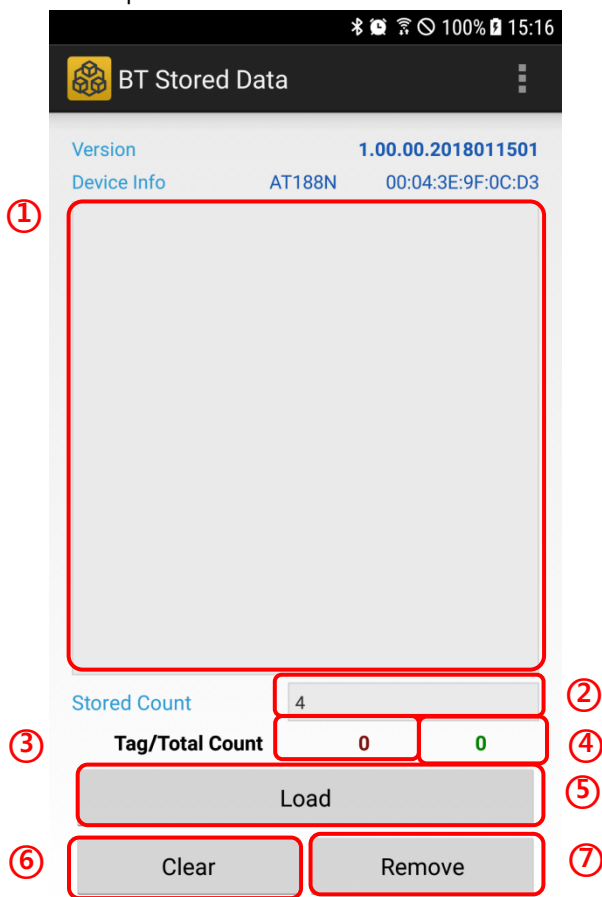 100% 15:16
BT Stored Data
Version 1.00.00.2018011501
Device Info AT188N 00:04:3E:9F:0C:D3
①
Stored Count 4 ②
③ Tag/Total Count 0 0 ④
Load ⑤
⑥ Clear Remove ⑦